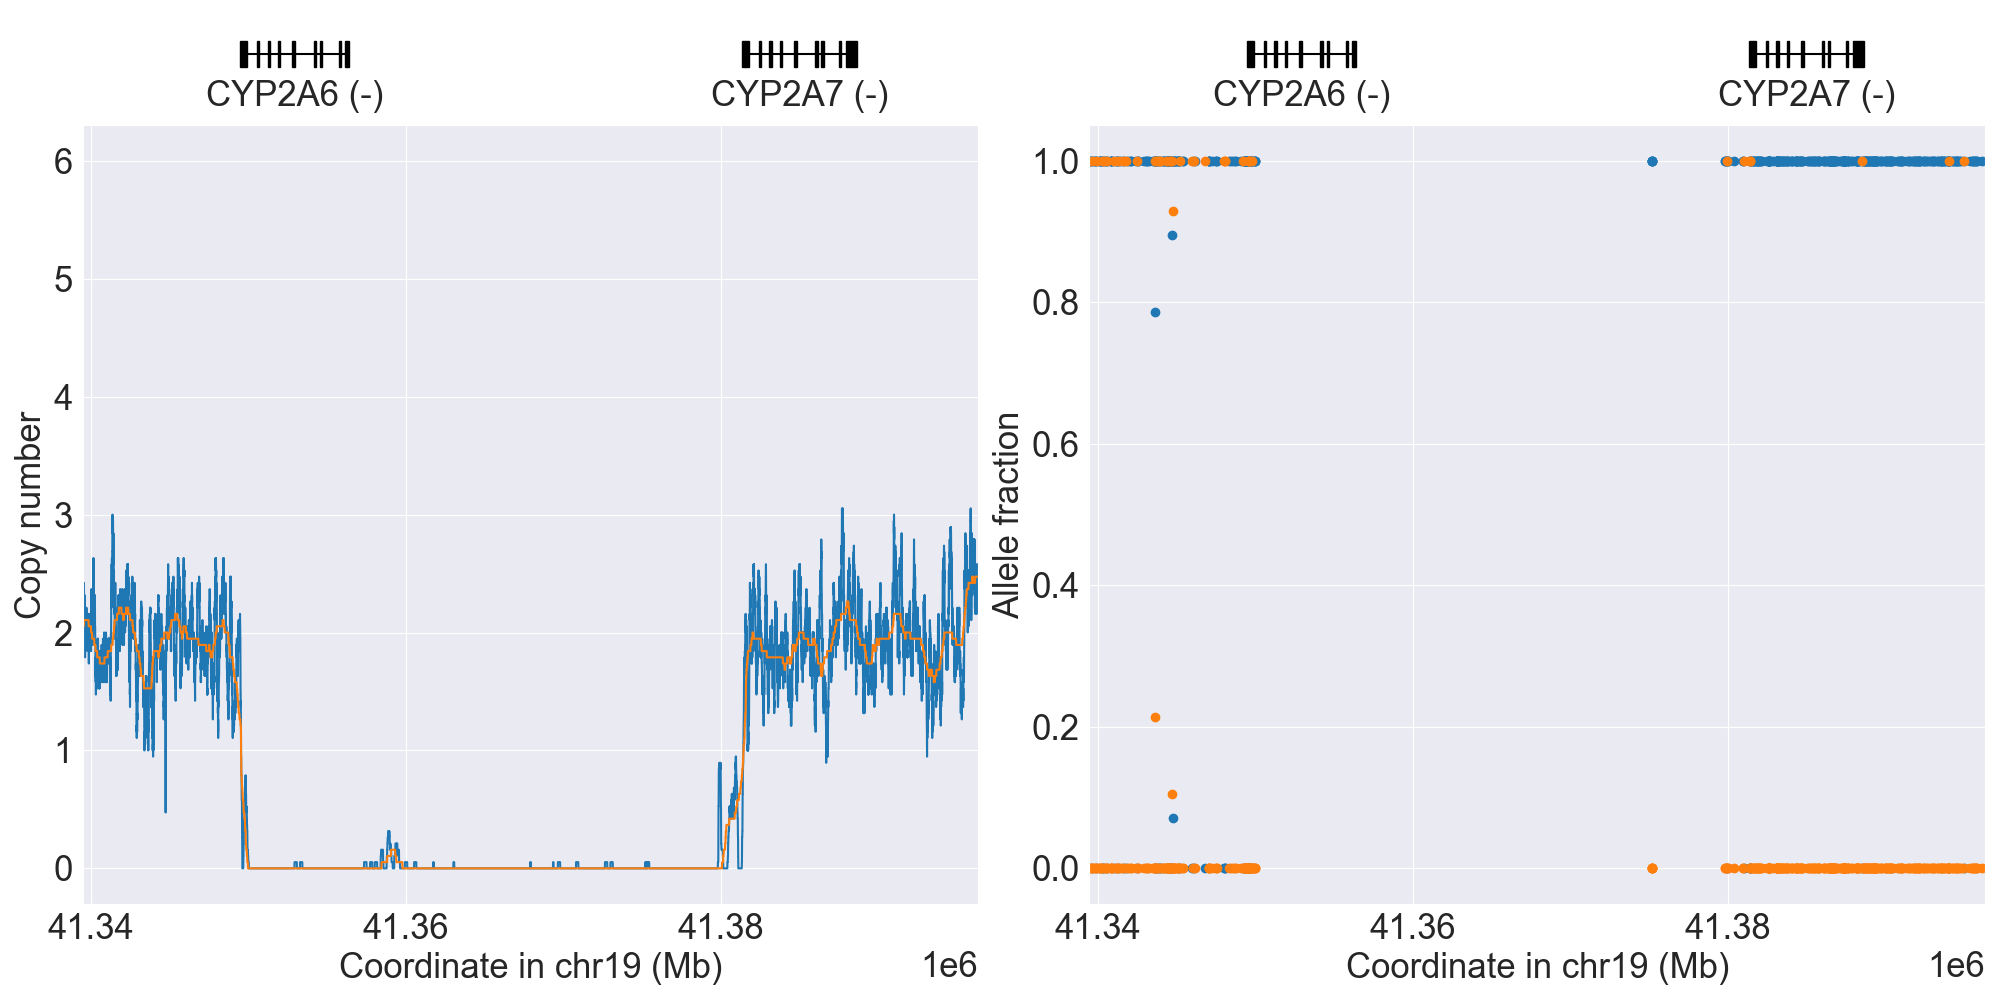 CYP2A6 (-)
CYP2A7 (-)
6
5
4
3
2
1
0
Copy number
41.34
41.36
41.38
Coordinate in chr19 (Mb)
1e6
CYP2A6 (-)
CYP2A7 (-)
1.0
0.8
0.6
0.4
0.2
0.0
Allele fraction
41.34
41.36
41.38
Coordinate in chr19 (Mb)
1e6